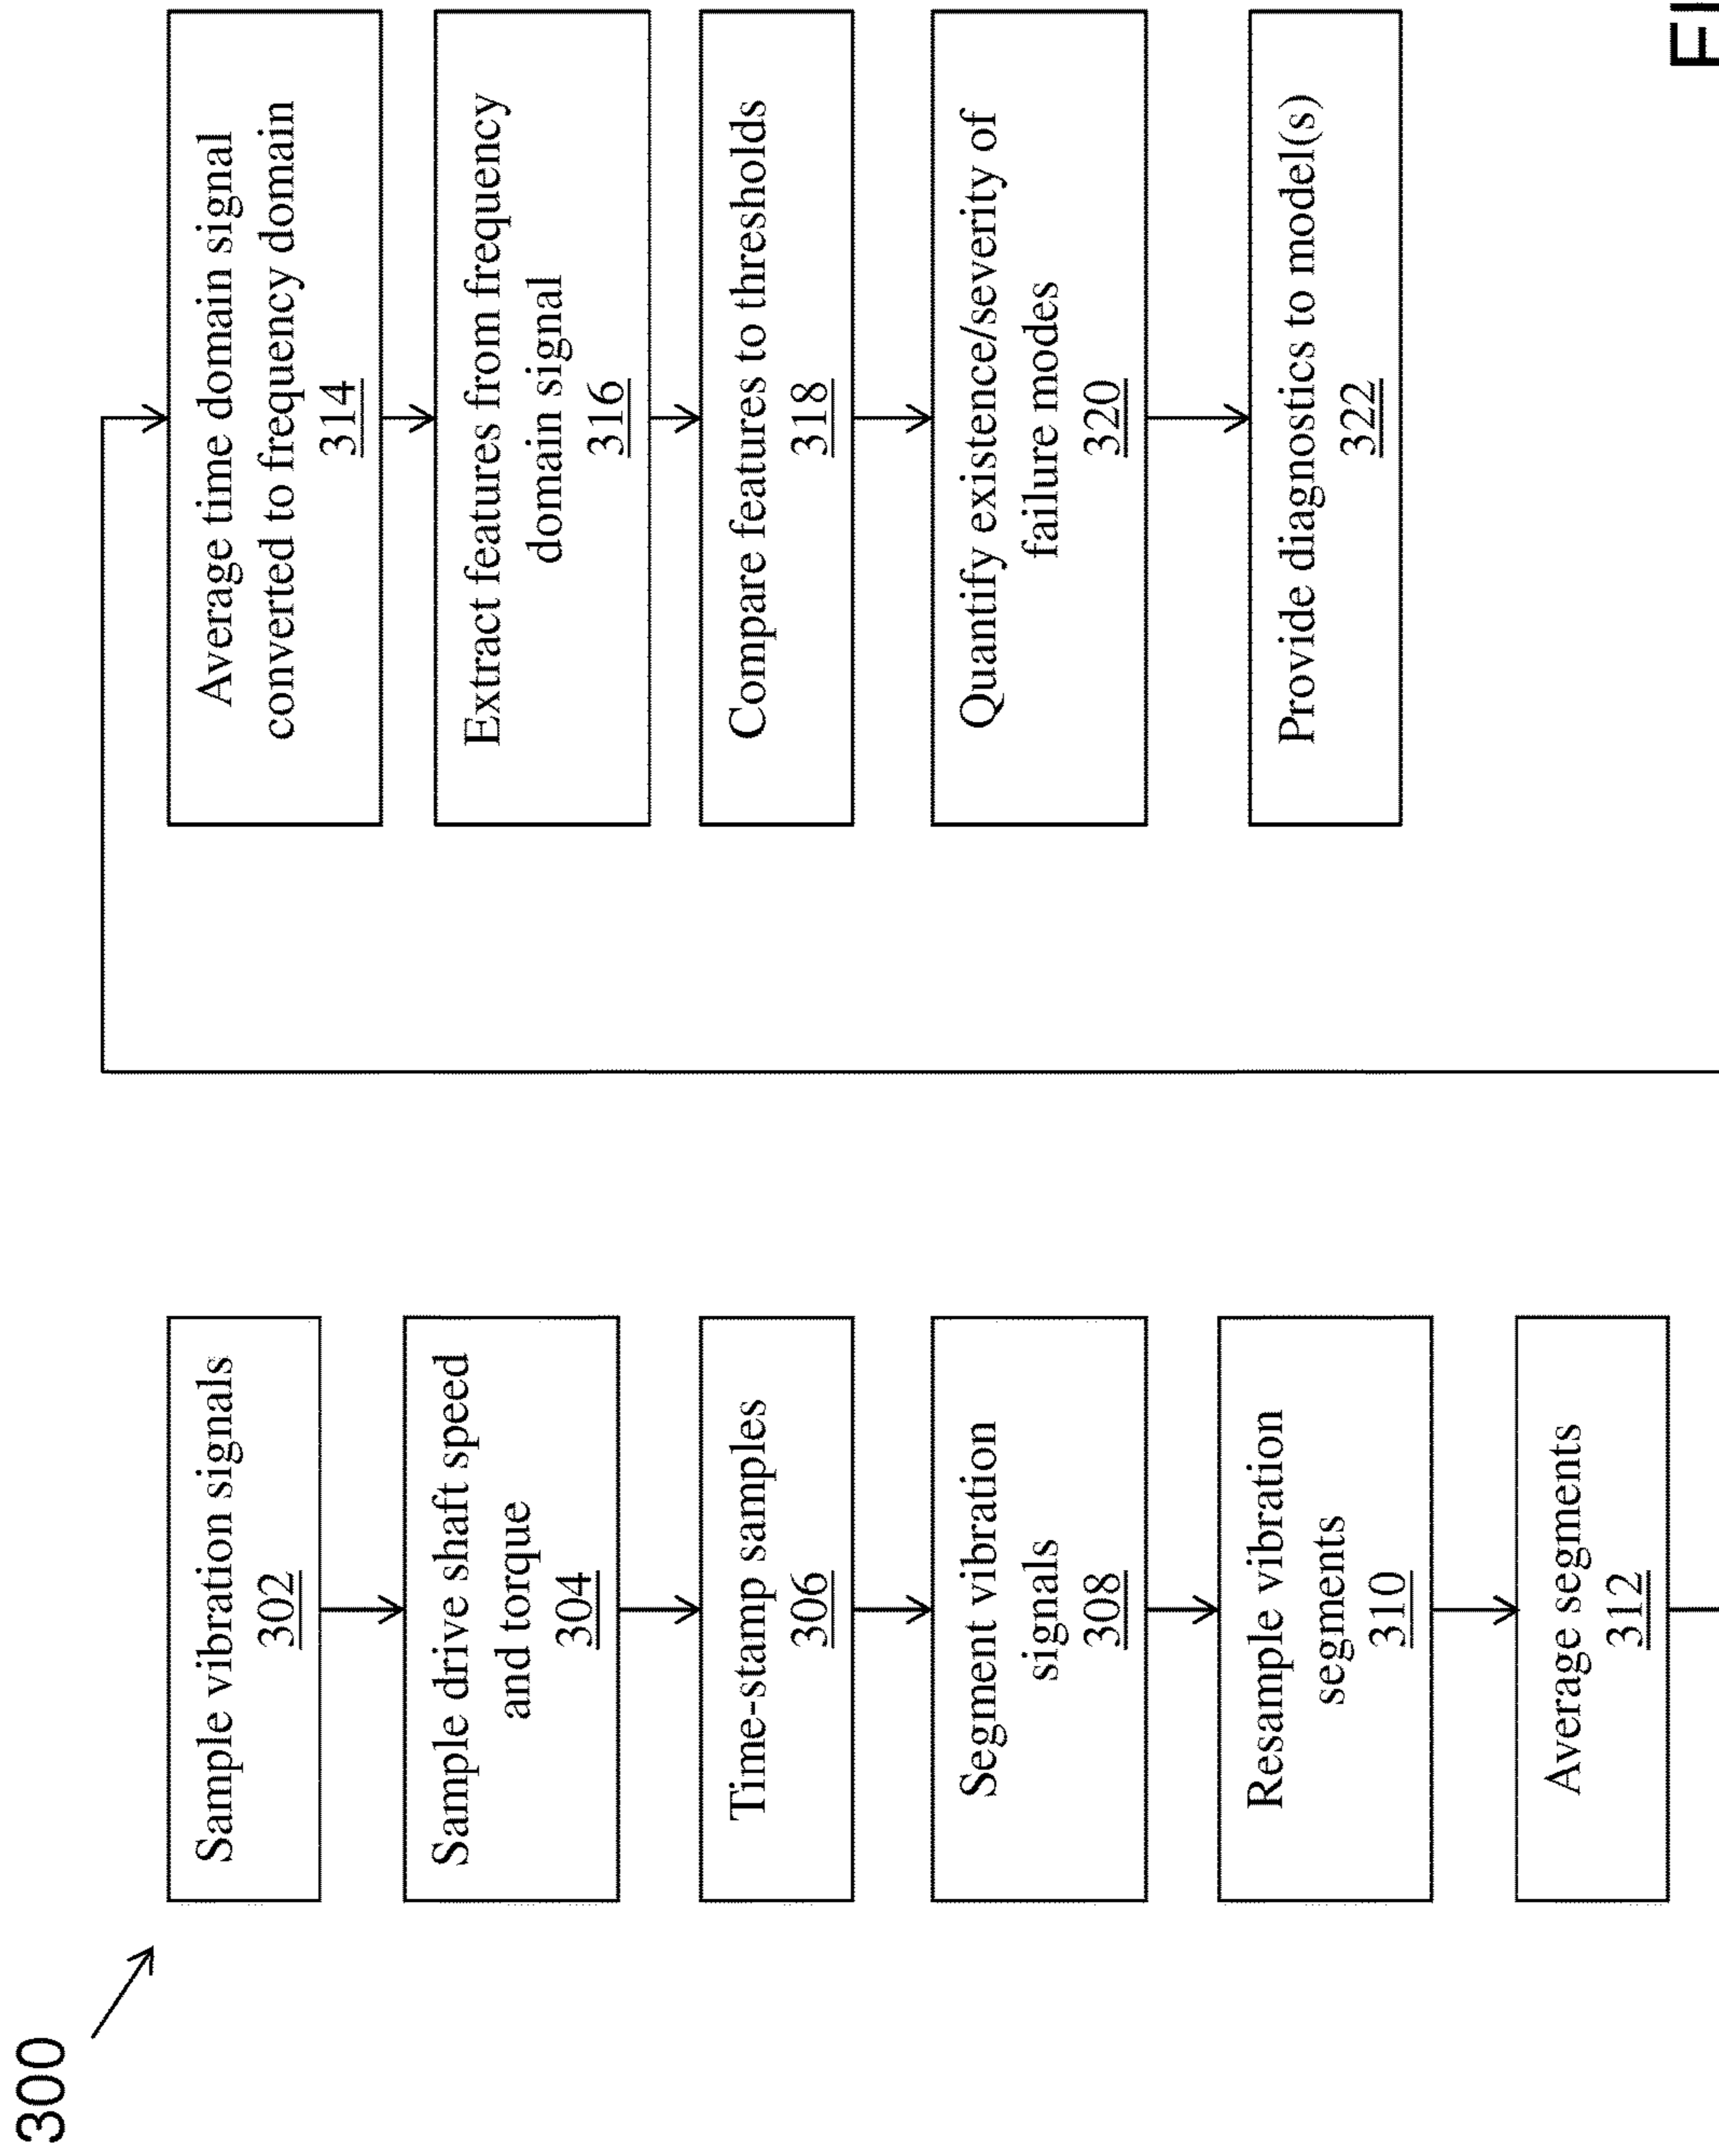 300
Sample vibration signals
302
Sample drive shaft speed
and torque
304
Time-stamp samples
306
Segment vibration
signals
308
Resample vibration
segments
310
Average segments
312
Average time domain signal
converted to frequency domain
314
Extract features from frequency
domain signal
316
Compare features to thresholds
318
Quantify existence/severity of
failure modes
320
Provide diagnostics to model(s)
322